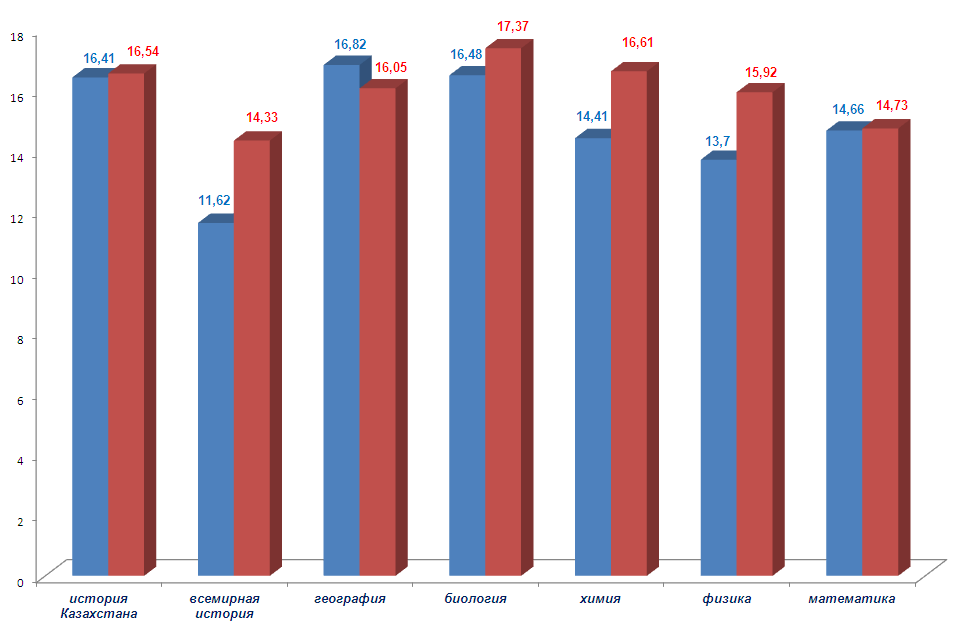 18
16
14
12
10
8
6
4
2
0
16,41
16,54
11,62
14,33
16,82
16,05
16,48
17,37
14,41
16,61
13,7
15,92
14,66
14,73
история
Казахстана
всемирная
история
география
биология
химия
физика
математика